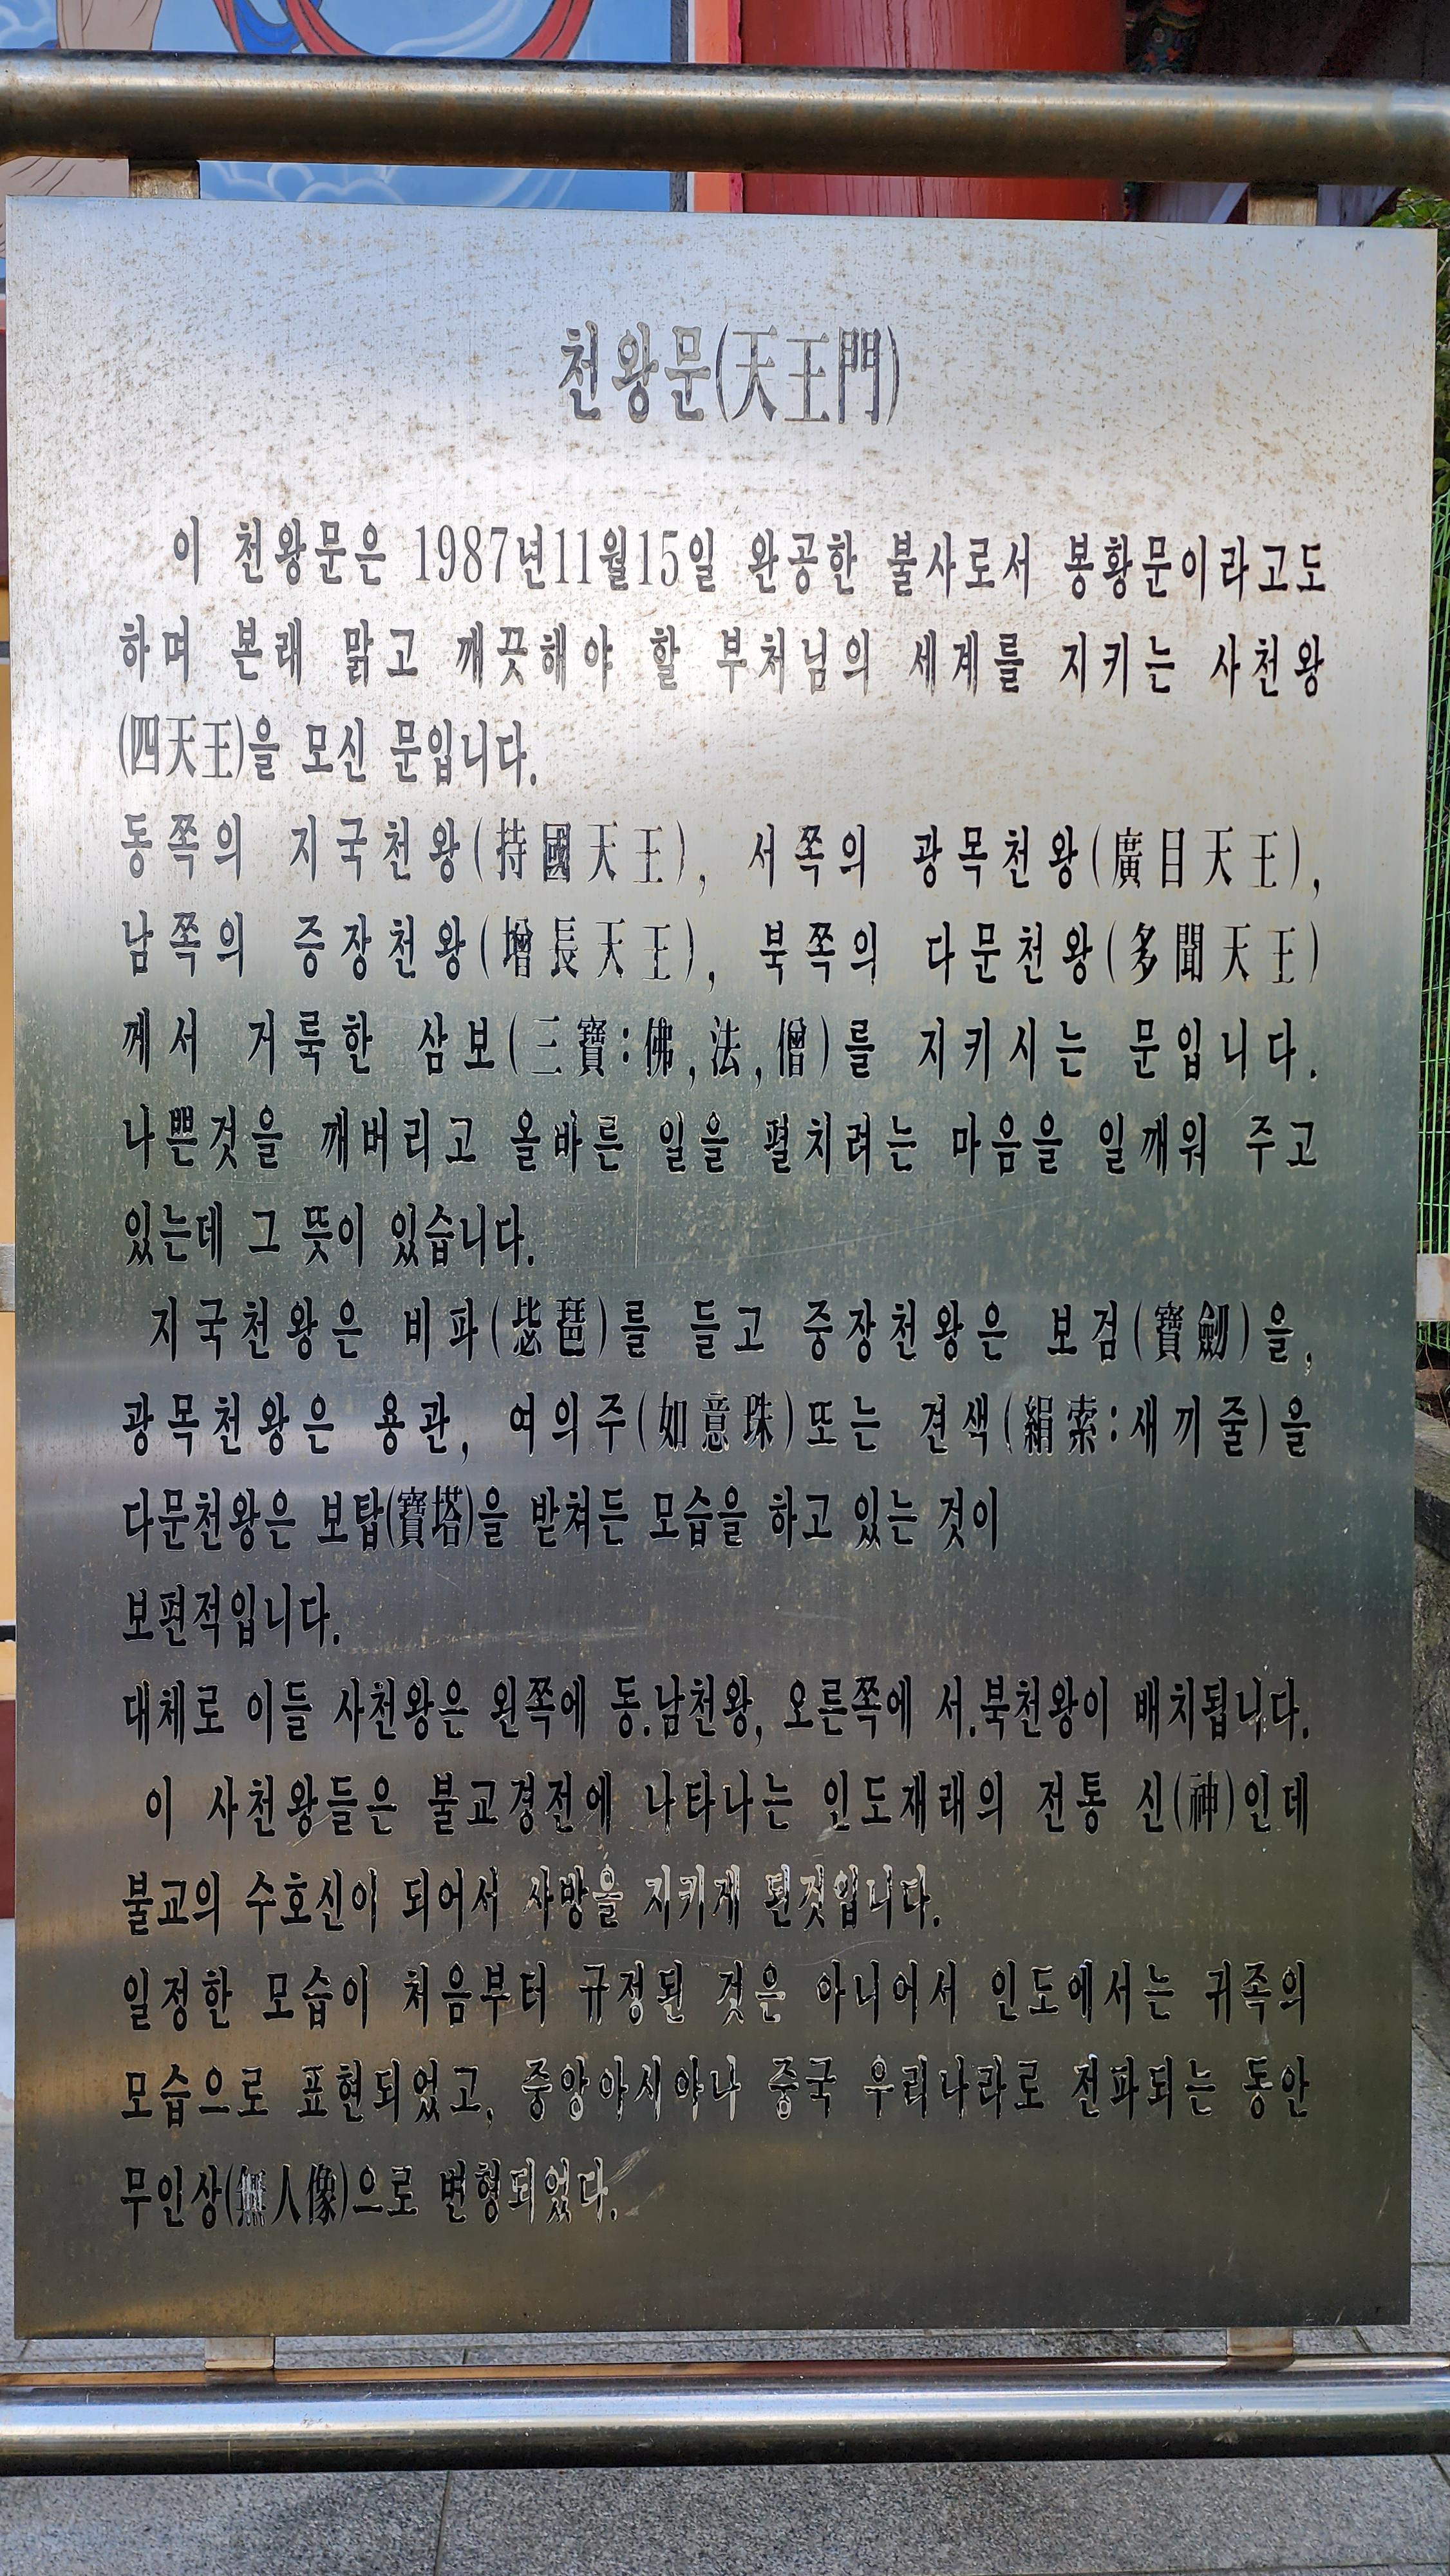 천왕문(天王門)
이 천왕문은 1987년11월15일 완공한 불사로서 봉황문이라고도
하며 본래 맑고 깨끗해야 할 부처님의 세계를 지키는 사천왕
(四天王)을 모신 문입니다.
동쪽의 지국천왕(持國天王), 서쪽의 광목천왕(廣目天王),
남쪽의 증장천왕(增長天王), 북쪽의 다문천왕(多聞天王)
께서 거룩한 삼보(三寶:佛,法,僧)를 지키시는 문입니다.
나쁜것을 깨버리고 올바른 일을 펼치려는 마음을 일깨워 주고
있는데 그 뜻이 있습니다.
지국천왕은 비파(毖琶)를 들고 중장천왕은 보검(寶劒)을,
광목천왕은 용관, 여의주(如意珠)또는 견색(絹索:새끼줄)을
다문천왕은 보탑(寶塔)을 받쳐든 모습을 하고 있는 것이
보편적입니다.
대체로 이들 사천왕은 왼쪽에 동.남천왕, 오른쪽에 서.북천왕이 배치됩니다.
이 사천왕들은 불교경전에 나타나는 인도재래의 전통 신(神)인데
불교의 수호신이 되어서 사방을 지키게 된것입니다.
일정한 모습이 처음부터 규정된 것은 아니어서 인도에서는 귀족의
모습으로 표현되었고, 중앙아시아나 중국 우리나라로 전파되는 동안
무인상(無人像)으로 변형되었다.